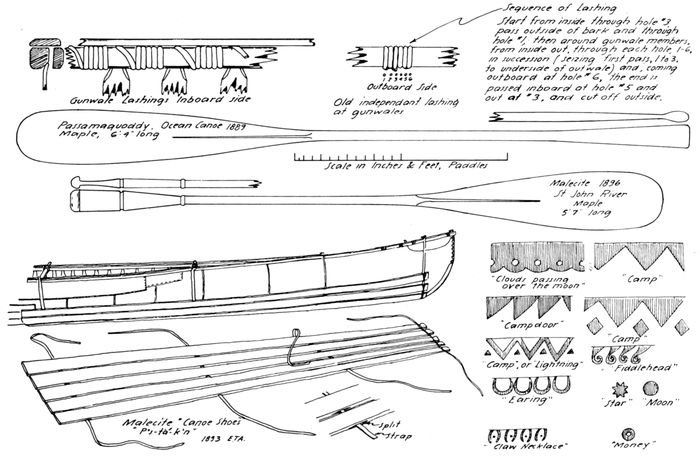 Sequence of Lashing
Start from inside through hole #3,
pass outside of bark and through
hole #1, then around gunwale members,
from inside out, through each hole, 1-6,
in succession (seizing first pass, 1 to 3,
to underside of outwale) and, coming
outboard at hole #6, the end is
passed inboard at hole #5 and
out at #3, and cut off outside.
Gunwale Lashings Inboard side
1 2 3 4 5 6
Outboard Side
Old independant lashing
at gunwales
Passamaquoddy. Ocean Canoe 1889
Maple, 6'4" long
Scale in Inches & Feet, Paddles
Malecite 1896
St John River
Maple
5'7" long
"Clouds passing
over the moon"
"Camp"
"Campdoor"
"Camp"
"Camp", or "Lightning"
"Fiddlehead"
"Earing"
"Star"
"Moon"
"Claw Necklace"
"Money"
Malecite "Canoe Shoes"
"P's-ta'-k'n"
1893 E.T.A.
split
strap